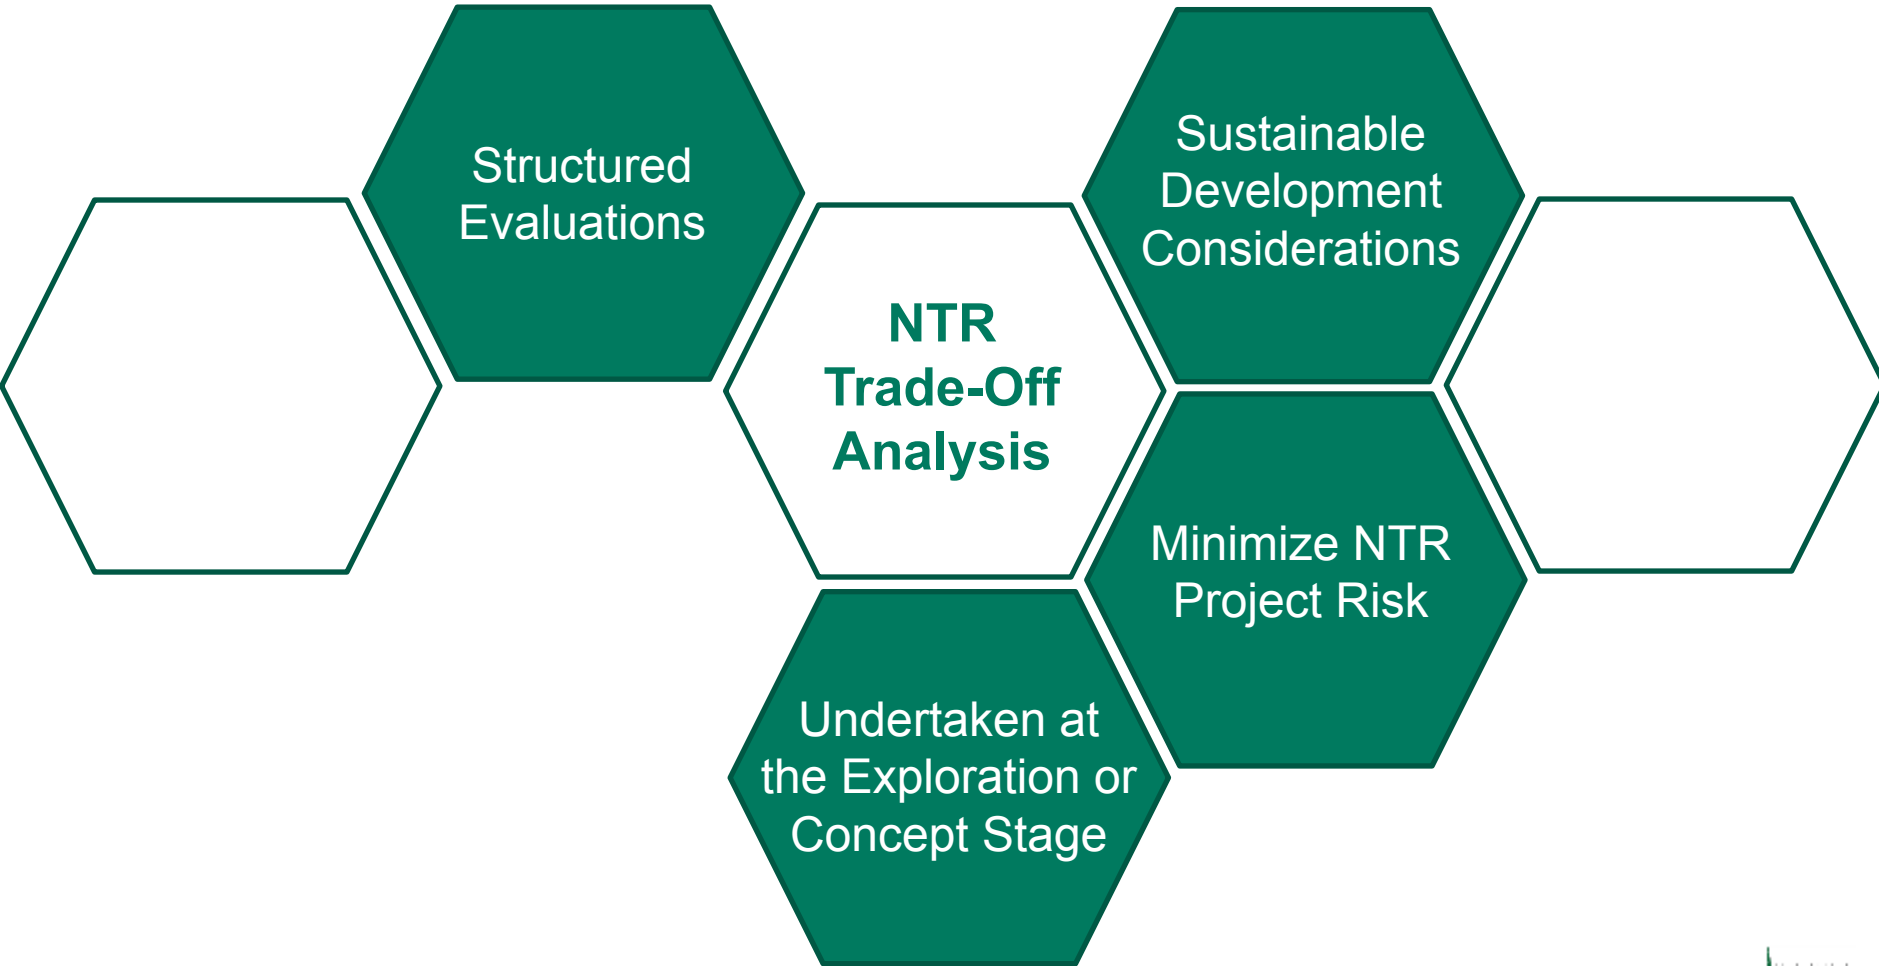 Structured
Evaluations
Sustainable
Development
Considerations
NTR
Trade-Off
Analysis
Minimize NTR
Project Risk
Undertaken at
the Exploration or
Concept Stage